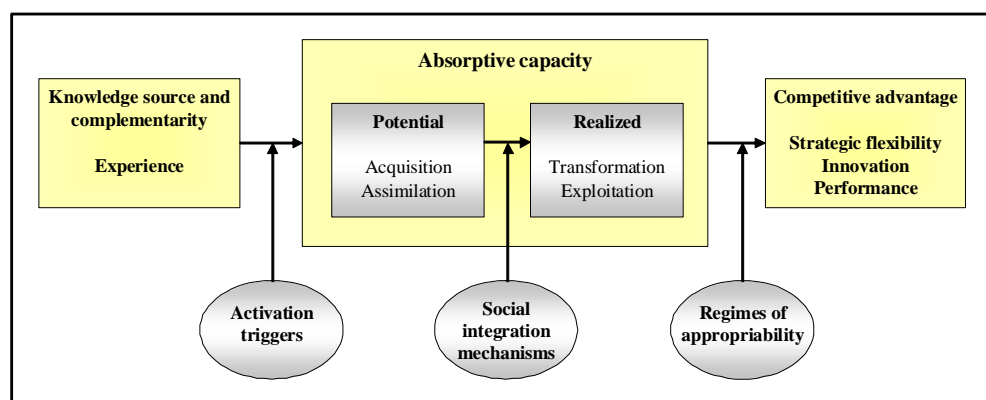 Absorptive capacity
Knowledge source and
complementarity
Experience
Potential
Acquisition
Assimilation
Realized
Transformation
Exploitation
Competitive advantage
Strategic flexibility
Innovation
Performance
Activation
triggers
Social
integration
mechanisms
Regimes of
appropriability